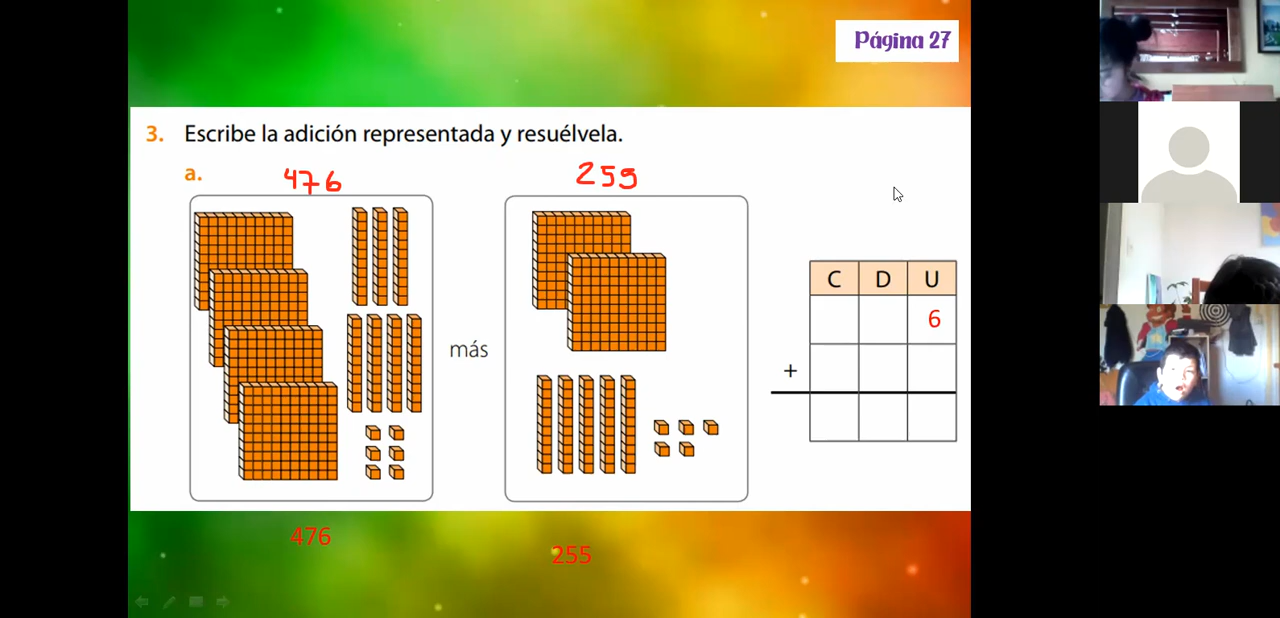 Página 27
3. Escribe la adición representada y resuélvela.
a.
476
259
más
C D U
6
+
476
255